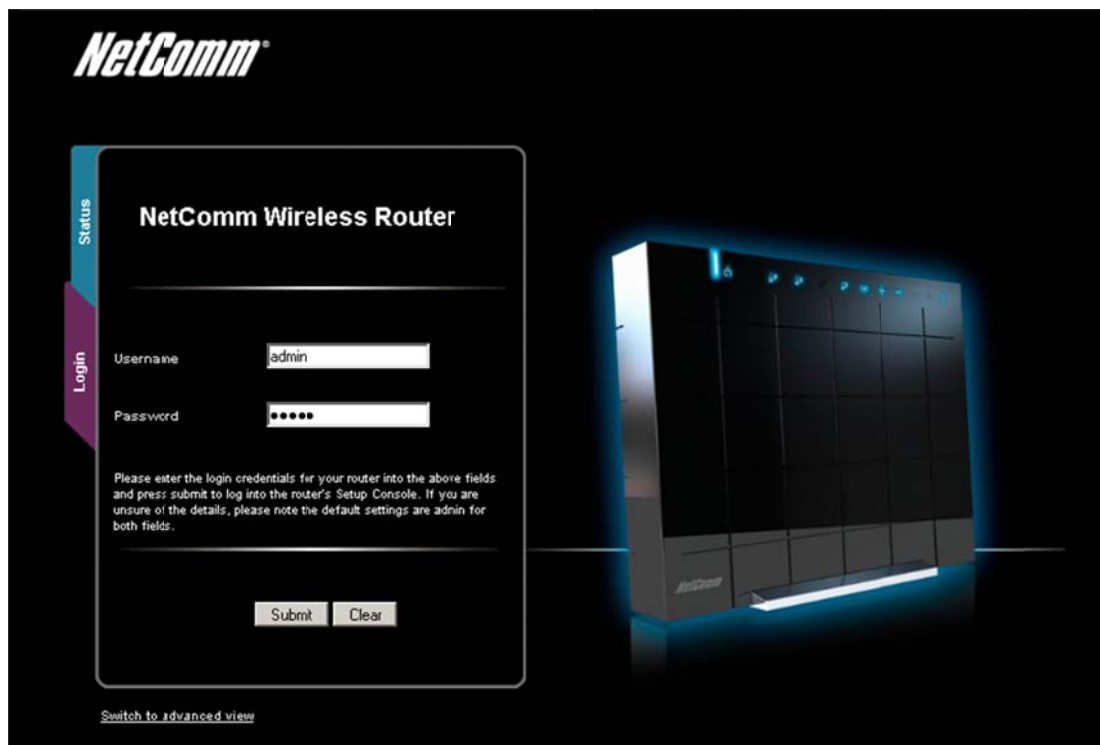 NetComm®
Status
NetComm Wireless Router
Login
Username admin
Password •••••
Please enter the login credentials for your router into the above fields
and press submit to log into the router's Setup Console. If you are
unsure of the details, please note the default settings are admin for
both fields.
Submit Clear
Switch to advanced view
NetComm